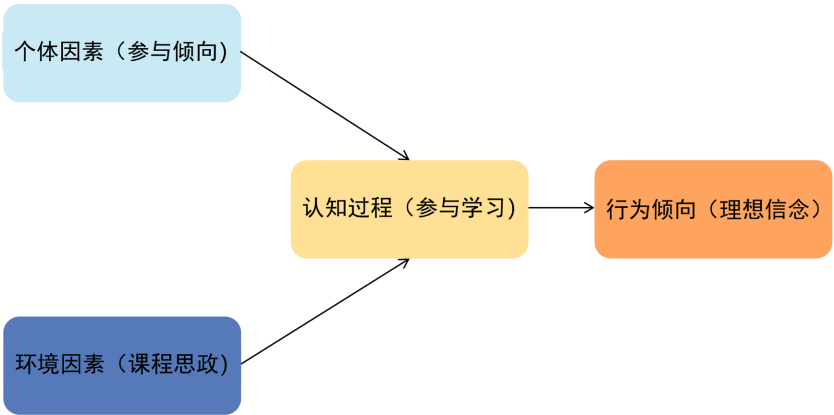 个体因素（参与倾向)
认知过程（参与学习)
行为倾向（理想信念）
环境因素（课程思政)